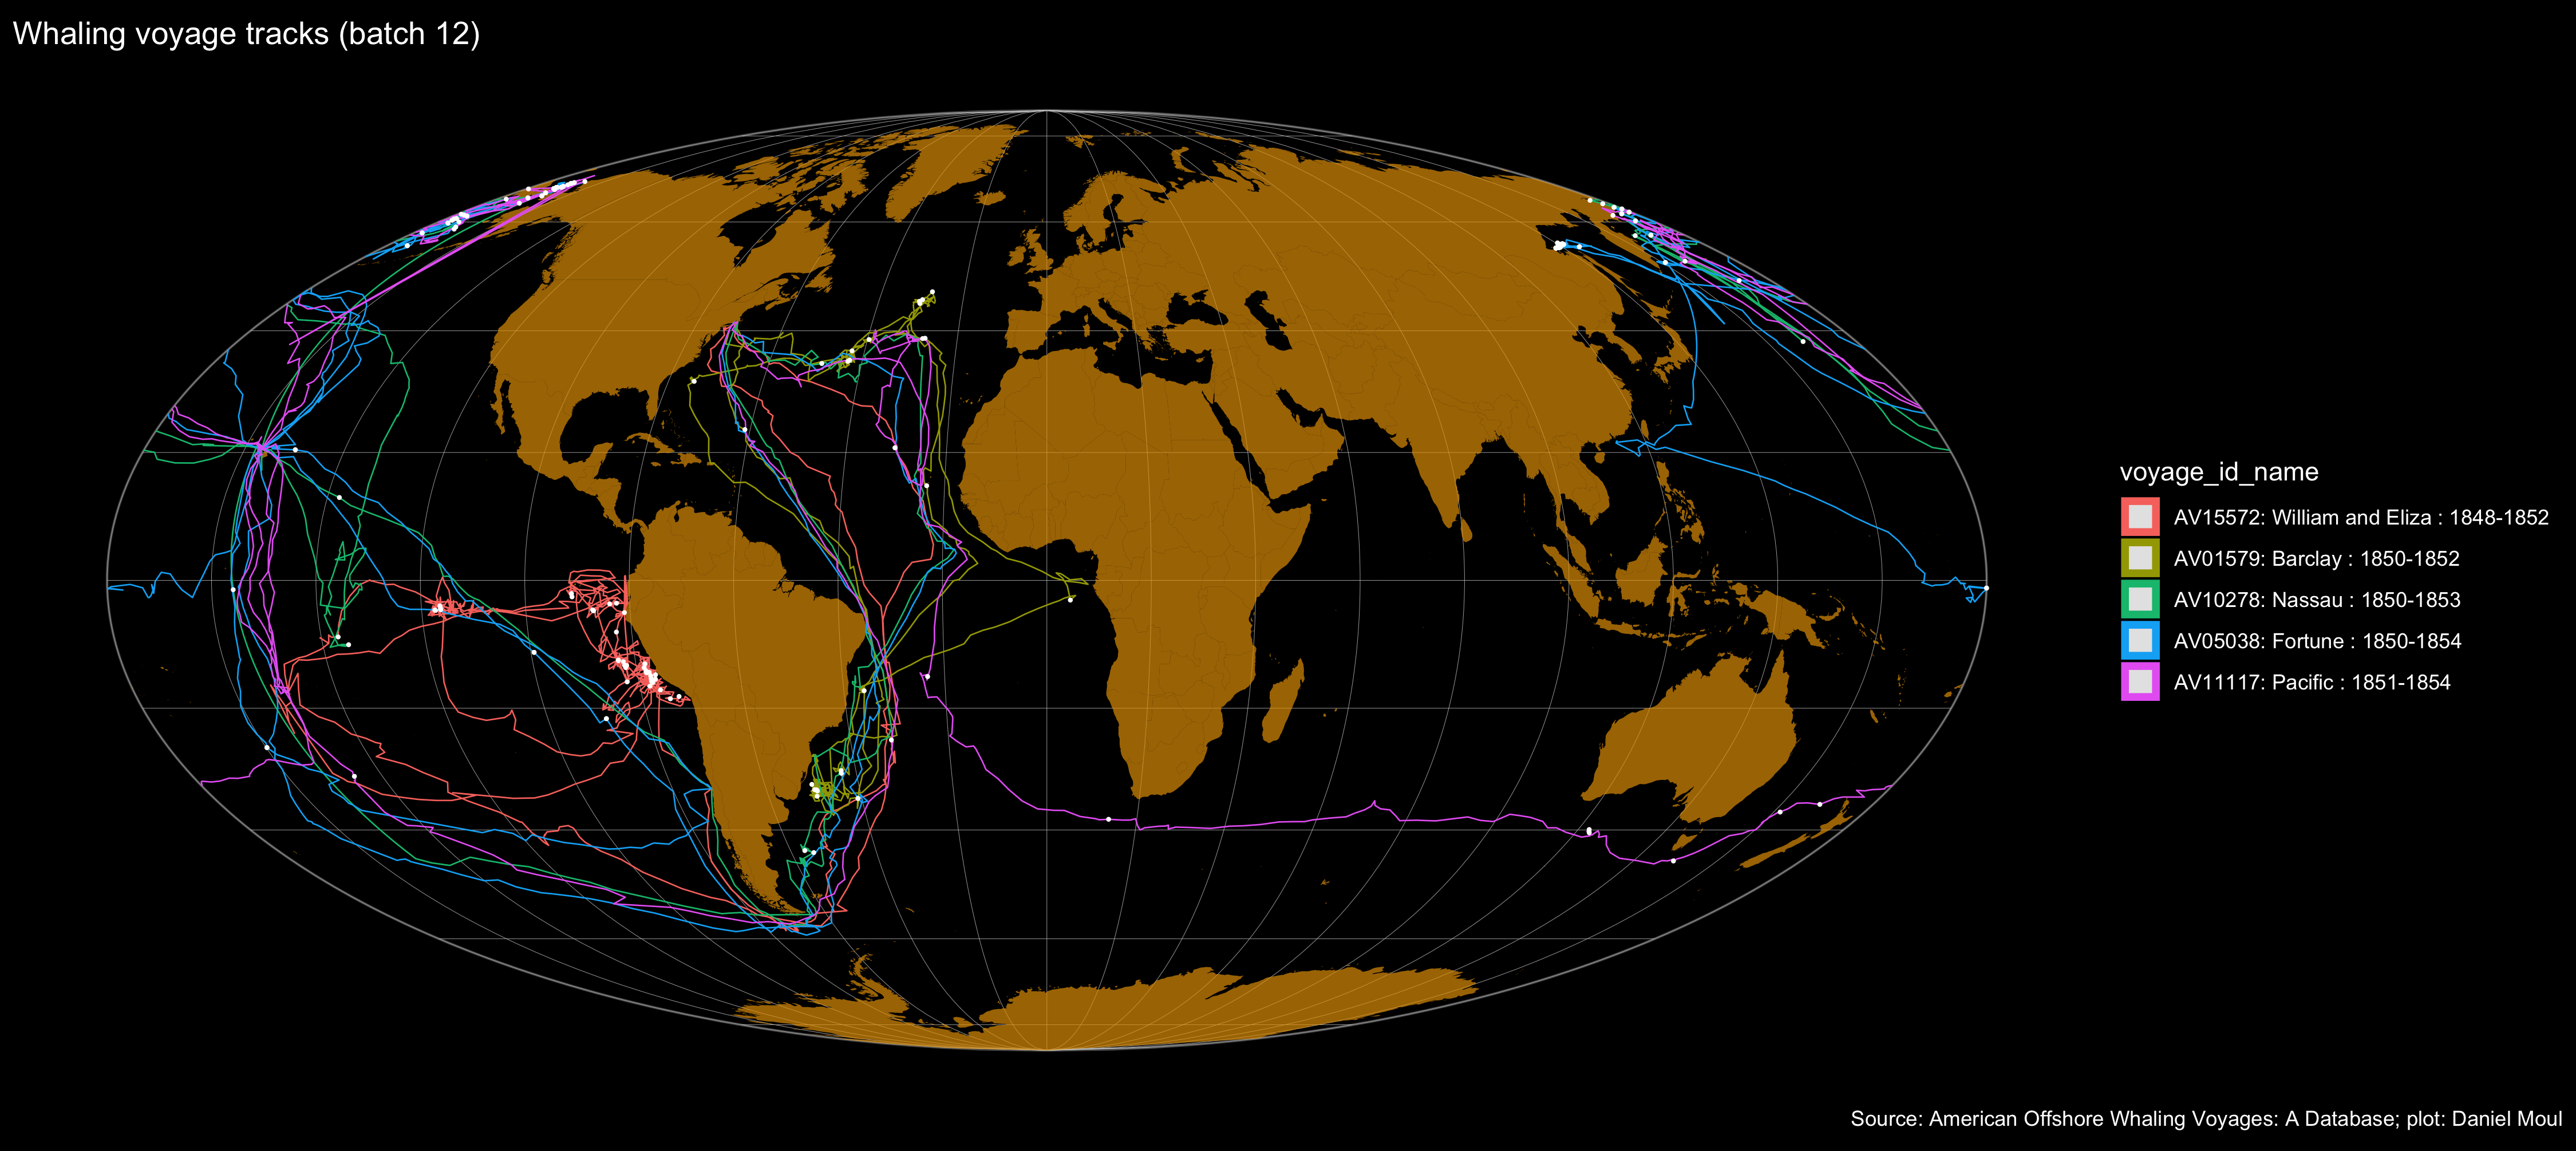 Whaling voyage tracks (batch 12)
voyage_id_name
AV15572: William and Eliza : 1848-1852
AV01579: Barclay : 1850-1852
AV10278: Nassau : 1850-1853
AV05038: Fortune : 1850-1854
AV11117: Pacific : 1851-1854
Source: American Offshore Whaling Voyages: A Database; plot: Daniel Moul